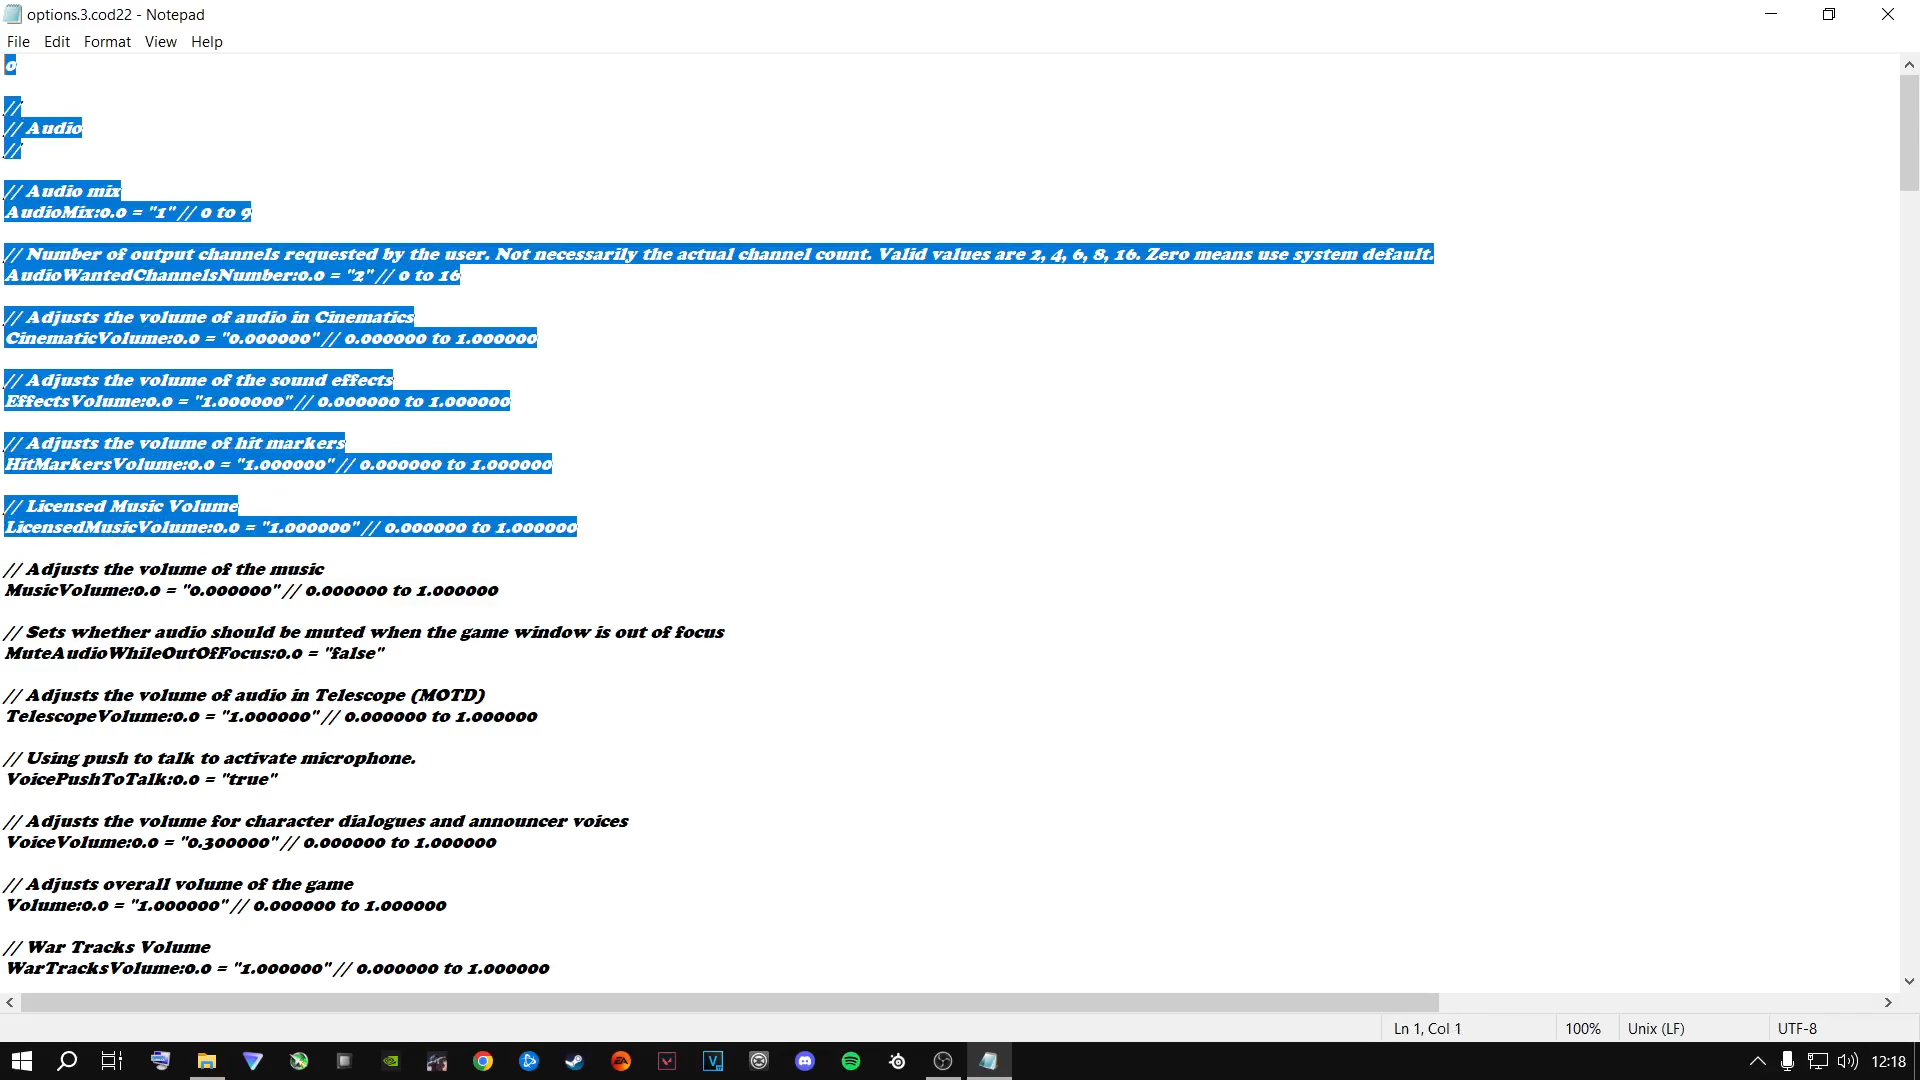 options.3.cod22 - Notepad
File Edit Format View Help
0
//
// Audio
//
// Audio mix
AudioMix:0.0 = "1" // 0 to 9
// Number of output channels requested by the user. Not necessarily the actual channel count. Valid values are 2, 4, 6, 8, 16. Zero means use system default.
AudioWantedChannelsNumber:0.0 = "2" // 0 to 16
// Adjusts the volume of audio in Cinematics
CinematicVolume:0.0 = "0.000000" // 0.000000 to 1.000000
// Adjusts the volume of the sound effects
EffectsVolume:0.0 = "1.000000" // 0.000000 to 1.000000
// Adjusts the volume of hit markers
HitMarkersVolume:0.0 = "1.000000" // 0.000000 to 1.000000
// Licensed Music Volume
LicensedMusicVolume:0.0 = "1.000000" // 0.000000 to 1.000000
// Adjusts the volume of the music
MusicVolume:0.0 = "0.000000" // 0.000000 to 1.000000
// Sets whether audio should be muted when the game window is out of focus
MuteAudioWhileOutOfFocus:0.0 = "false"
// Adjusts the volume of audio in Telescope (MOTD)
TelescopeVolume:0.0 = "1.000000" // 0.000000 to 1.000000
// Using push to talk to activate microphone.
VoicePushToTalk:0.0 = "true"
// Adjusts the volume for character dialogues and announcer voices
VoiceVolume:0.0 = "0.300000" // 0.000000 to 1.000000
// Adjusts overall volume of the game
Volume:0.0 = "1.000000" // 0.000000 to 1.000000
// War Tracks Volume
WarTracksVolume:0.0 = "1.000000" // 0.000000 to 1.000000
Ln 1, Col 1 100% Unix (LF) UTF-8
EA
12:18